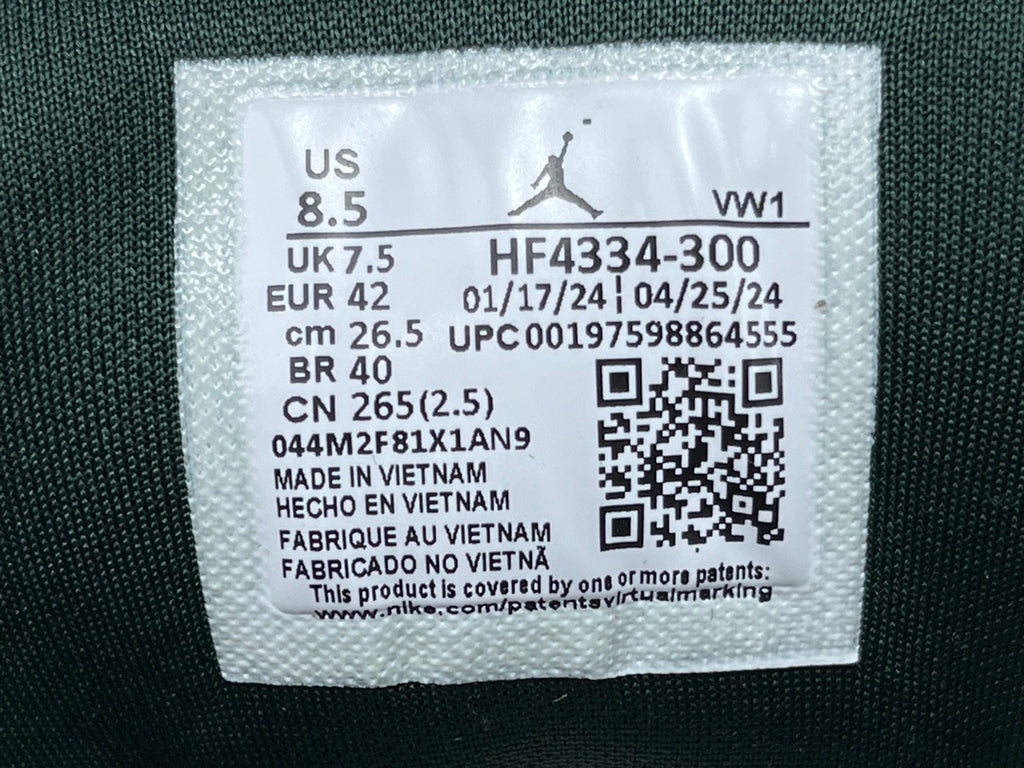 US
8.5
VW1
UK 7.5
HF4334-300
EUR 42
01/17/24 ¦ 04/25/24
cm 26.5
UPC 00197598864555
BR 40
CN 265(2.5)
044M2F81X1AN9
MADE IN VIETNAM
HECHO EN VIETNAM
FABRIQUE AU VIETNAM
FABRICADO NO VIETNÃ
This product is covered by one or more patents:
www.nike.com/patentsvirtualmarking